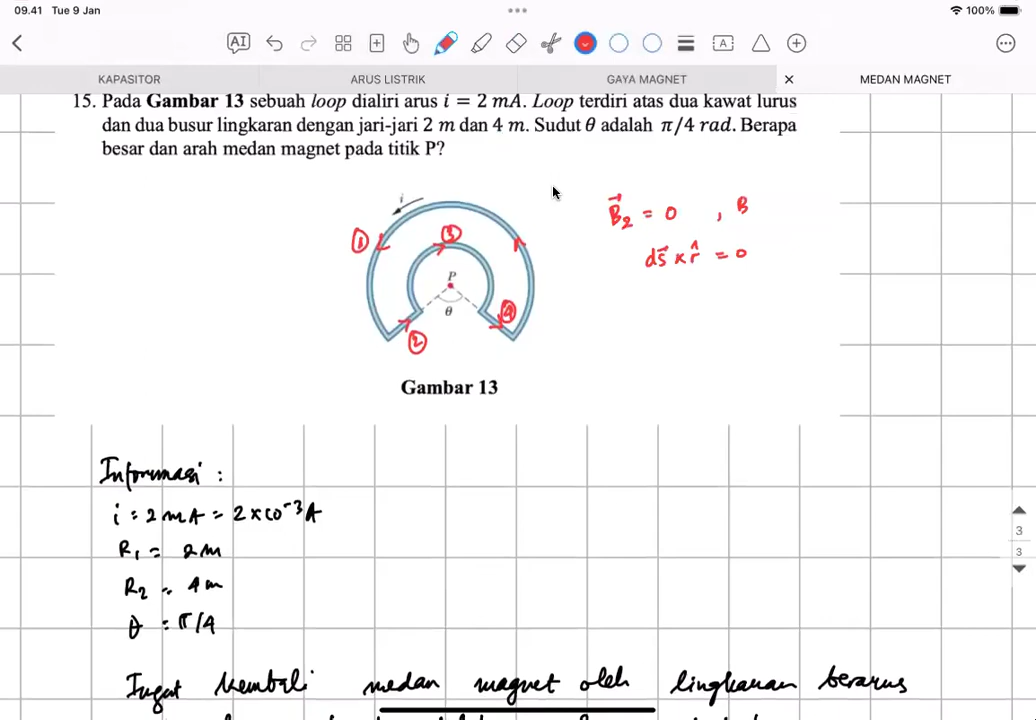 09.41 Tue 9 Jan
100%
AI
A
KAPASITOR
ARUS LISTRIK
GAYA MAGNET
MEDAN MAGNET
15. Pada Gambar 13 sebuah loop dialiri arus i = 2 mA. Loop terdiri atas dua kawat lurus
dan dua busur lingkaran dengan jari-jari 2 m dan 4 m. Sudut θ adalah π/4 rad. Berapa
besar dan arah medan magnet pada titik P?
i
① ③
P
θ
② ④
B⃗₂ = 0 , B
ds⃗ × r̂ = 0
Gambar 13
Informasi :
i = 2 mA = 2 × 10⁻³ A
R₁ = 2 m
R₂ = 4 m
θ = π/4
3
3
Ingat kembali medan magnet oleh lingkaran berarus